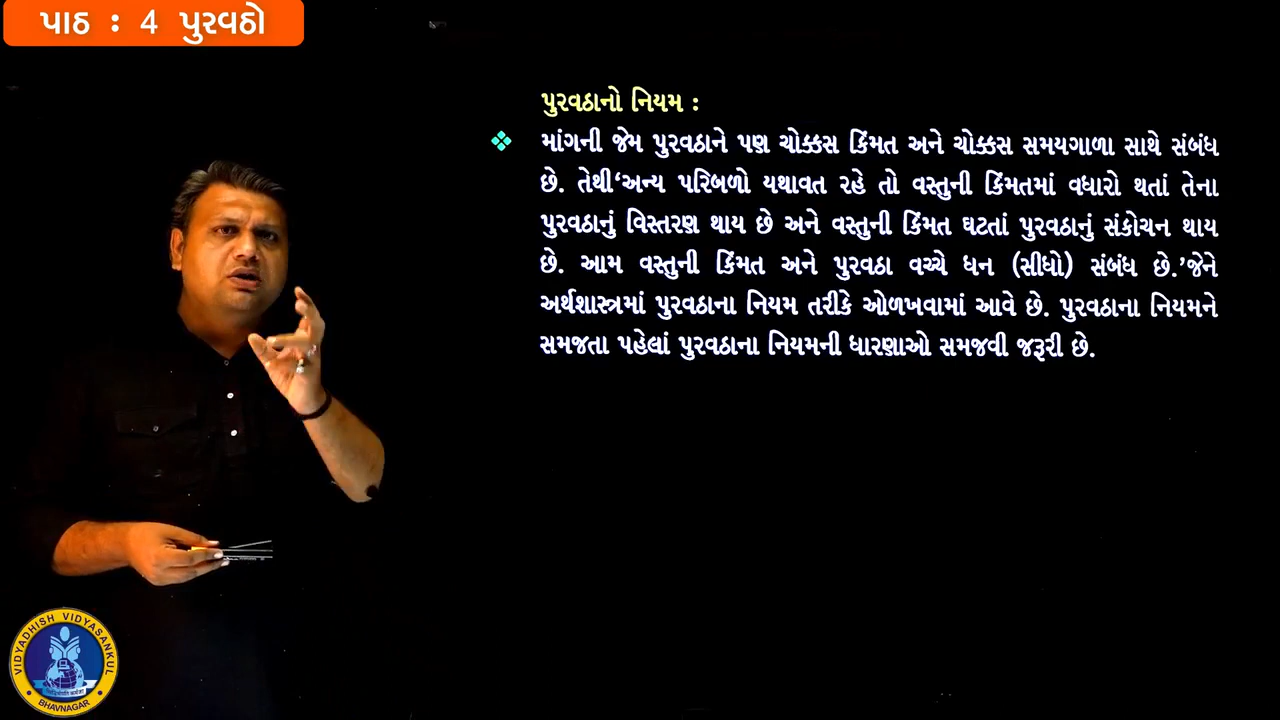 પાઠ : 4 પુરવઠો
પુરવઠાનો નિયમ :
માંગની જેમ પુરવઠાને પણ ચોક્કસ કિંમત અને ચોક્કસ સમયગાળા સાથે સંબંધ
છે. તેથી‘અન્ય પરિબળો યથાવત રહે તો વસ્તુની કિંમતમાં વધારો થતાં તેના
પુરવઠાનું વિસ્તરણ થાય છે અને વસ્તુની કિંમત ઘટતાં પુરવઠાનું સંકોચન થાય
છે. આમ વસ્તુની કિંમત અને પુરવઠા વચ્ચે ધન (સીધો) સંબંધ છે.’જેને
અર્થશાસ્ત્રમાં પુરવઠાના નિયમ તરીકે ઓળખવામાં આવે છે. પુરવઠાના નિયમને
સમજતા પહેલાં પુરવઠાના નિયમની ધારણાઓ સમજવી જરૂરી છે.
VIDYADHISH VIDYASANKUL
BHAVNAGAR